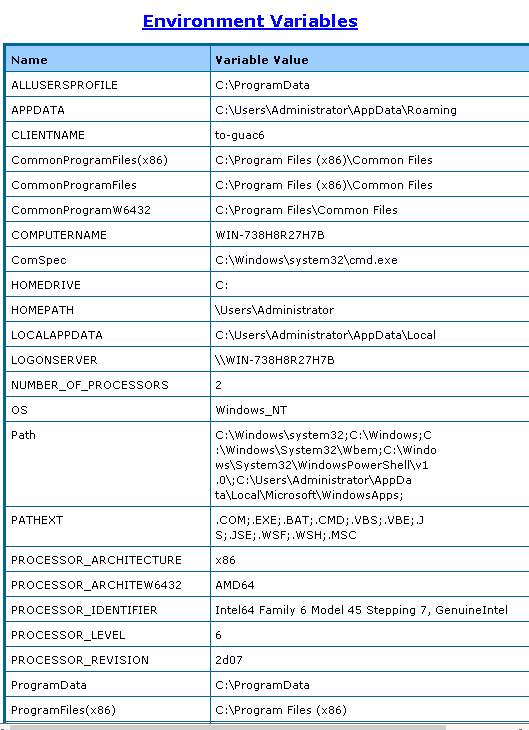 Environment Variables
Name Variable Value
ALLUSERSPROFILE C:\ProgramData
APPDATA C:\Users\Administrator\AppData\Roaming
CLIENTNAME to-guac6
CommonProgramFiles(x86) C:\Program Files (x86)\Common Files
CommonProgramFiles C:\Program Files (x86)\Common Files
CommonProgramW6432 C:\Program Files\Common Files
COMPUTERNAME WIN-738H8R27H7B
ComSpec C:\Windows\system32\cmd.exe
HOMEDRIVE C:
HOMEPATH \Users\Administrator
LOCALAPPDATA C:\Users\Administrator\AppData\Local
LOGONSERVER \\WIN-738H8R27H7B
NUMBER_OF_PROCESSORS 2
OS Windows_NT
Path C:\Windows\system32;C:\Windows;C
:\Windows\System32\Wbem;C:\Windo
ws\System32\WindowsPowerShell\v1
.0\;C:\Users\Administrator\AppDa
ta\Local\Microsoft\WindowsApps;
PATHEXT .COM;.EXE;.BAT;.CMD;.VBS;.VBE;.J
S;.JSE;.WSF;.WSH;.MSC
PROCESSOR_ARCHITECTURE x86
PROCESSOR_ARCHITEW6432 AMD64
PROCESSOR_IDENTIFIER Intel64 Family 6 Model 45 Stepping 7, GenuineIntel
PROCESSOR_LEVEL 6
PROCESSOR_REVISION 2d07
ProgramData C:\ProgramData
ProgramFiles(x86) C:\Program Files (x86)